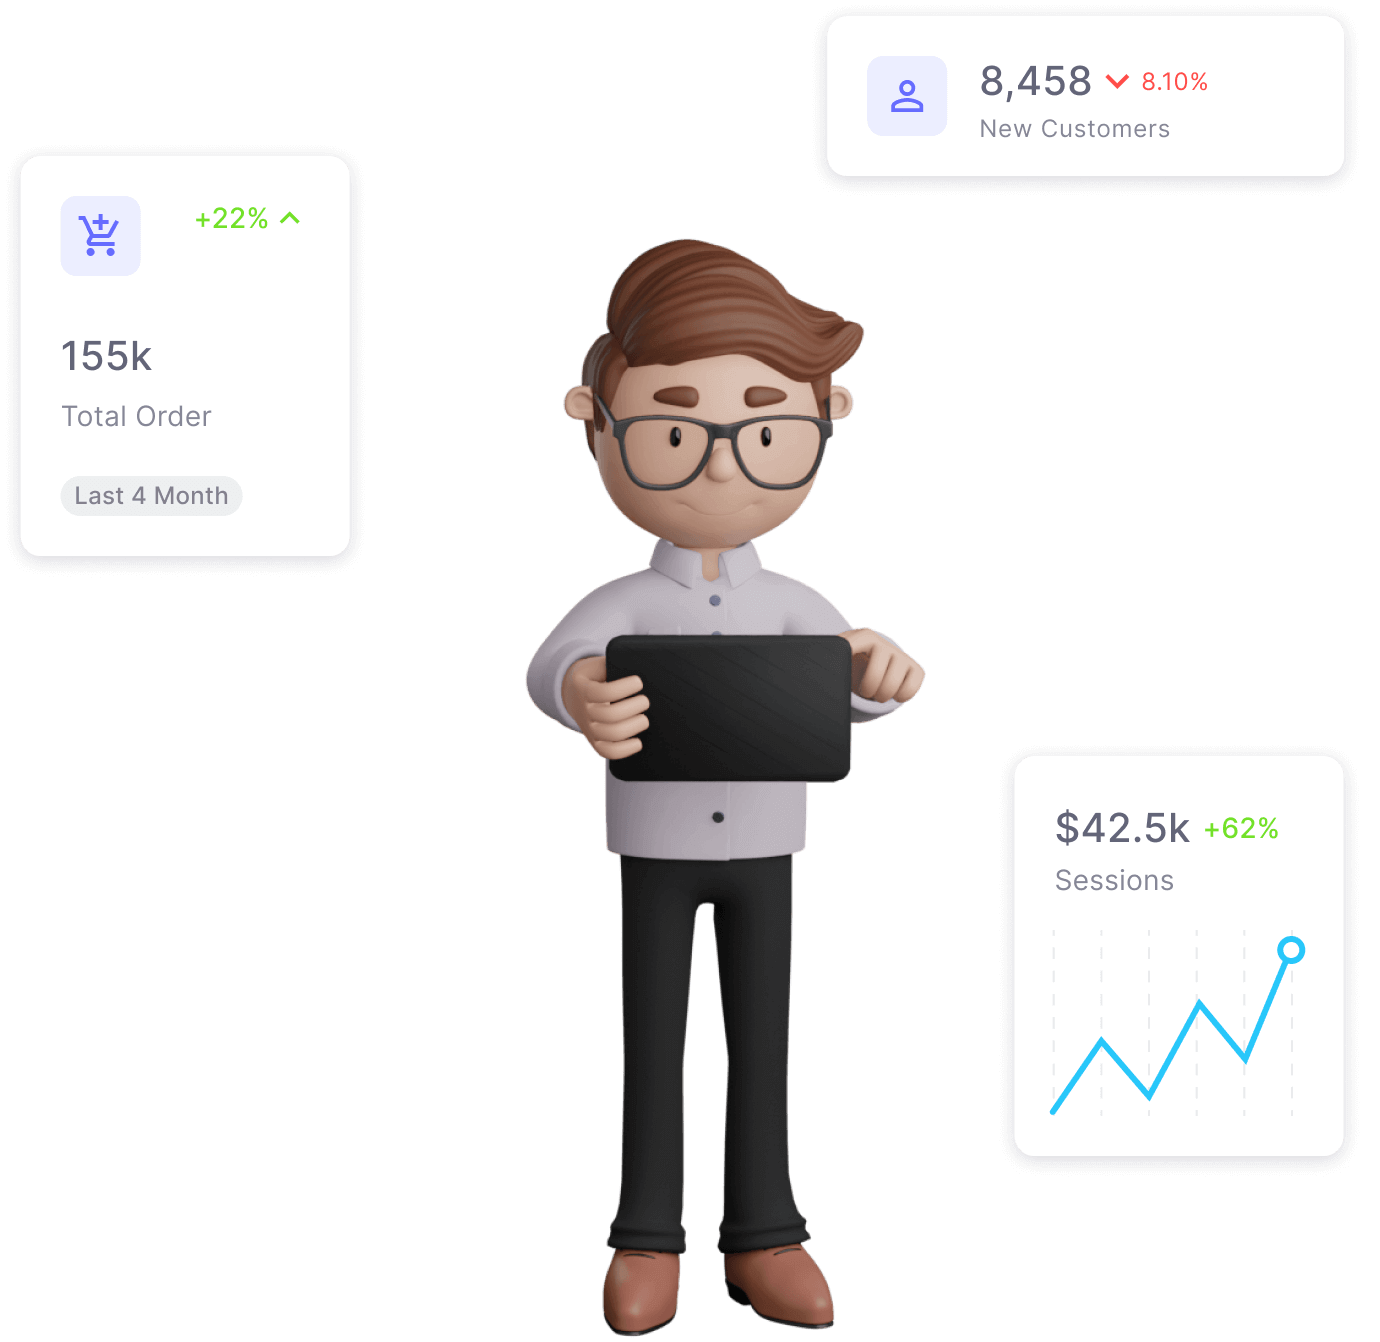 8,458 8.10%
New Customers
+22%
155k
Total Order
Last 4 Month
$42.5k +62%
Sessions